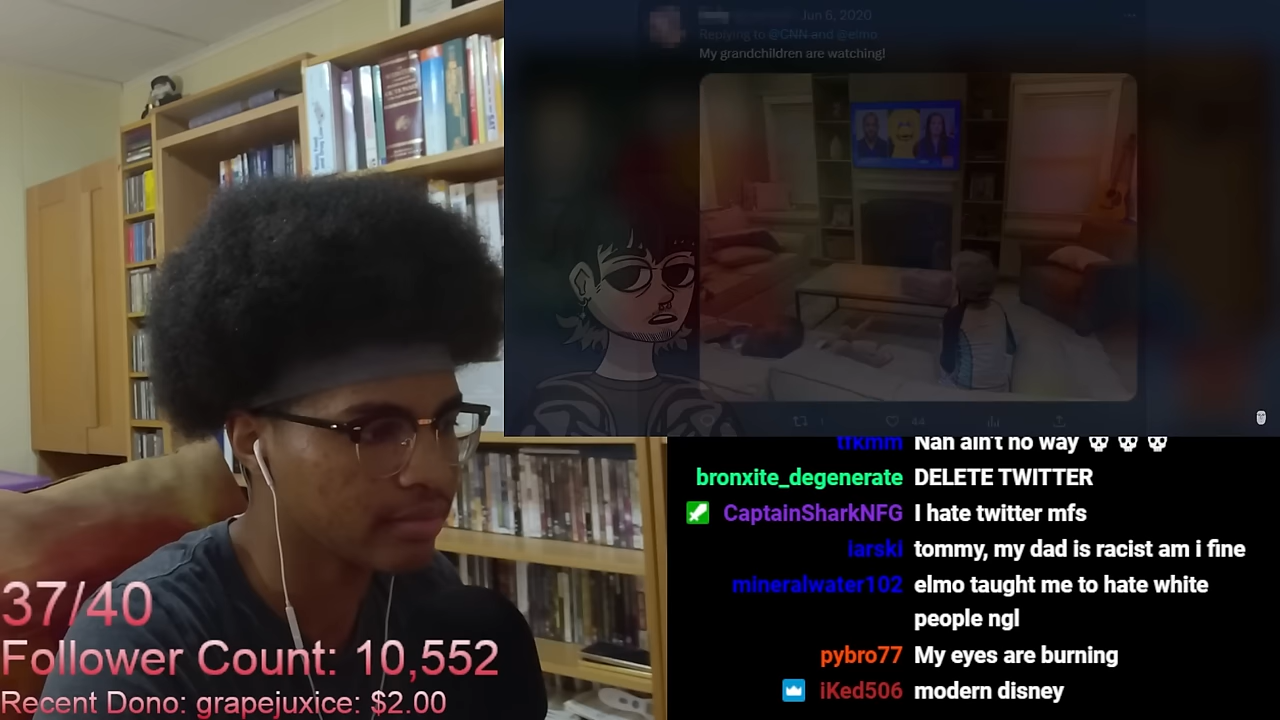 Jun 6, 2020
Replying to @CNN and @elmo
My grandchildren are watching!
44
tfkmm Nah ain't no way 💀 💀 💀
bronxite_degenerate DELETE TWITTER
CaptainSharkNFG I hate twitter mfs
iarski tommy, my dad is racist am i fine
mineralwater102 elmo taught me to hate white
people ngl
pybro77 My eyes are burning
iKed506 modern disney
37/40
Follower Count: 10,552
Recent Dono: grapejuxice: $2.00